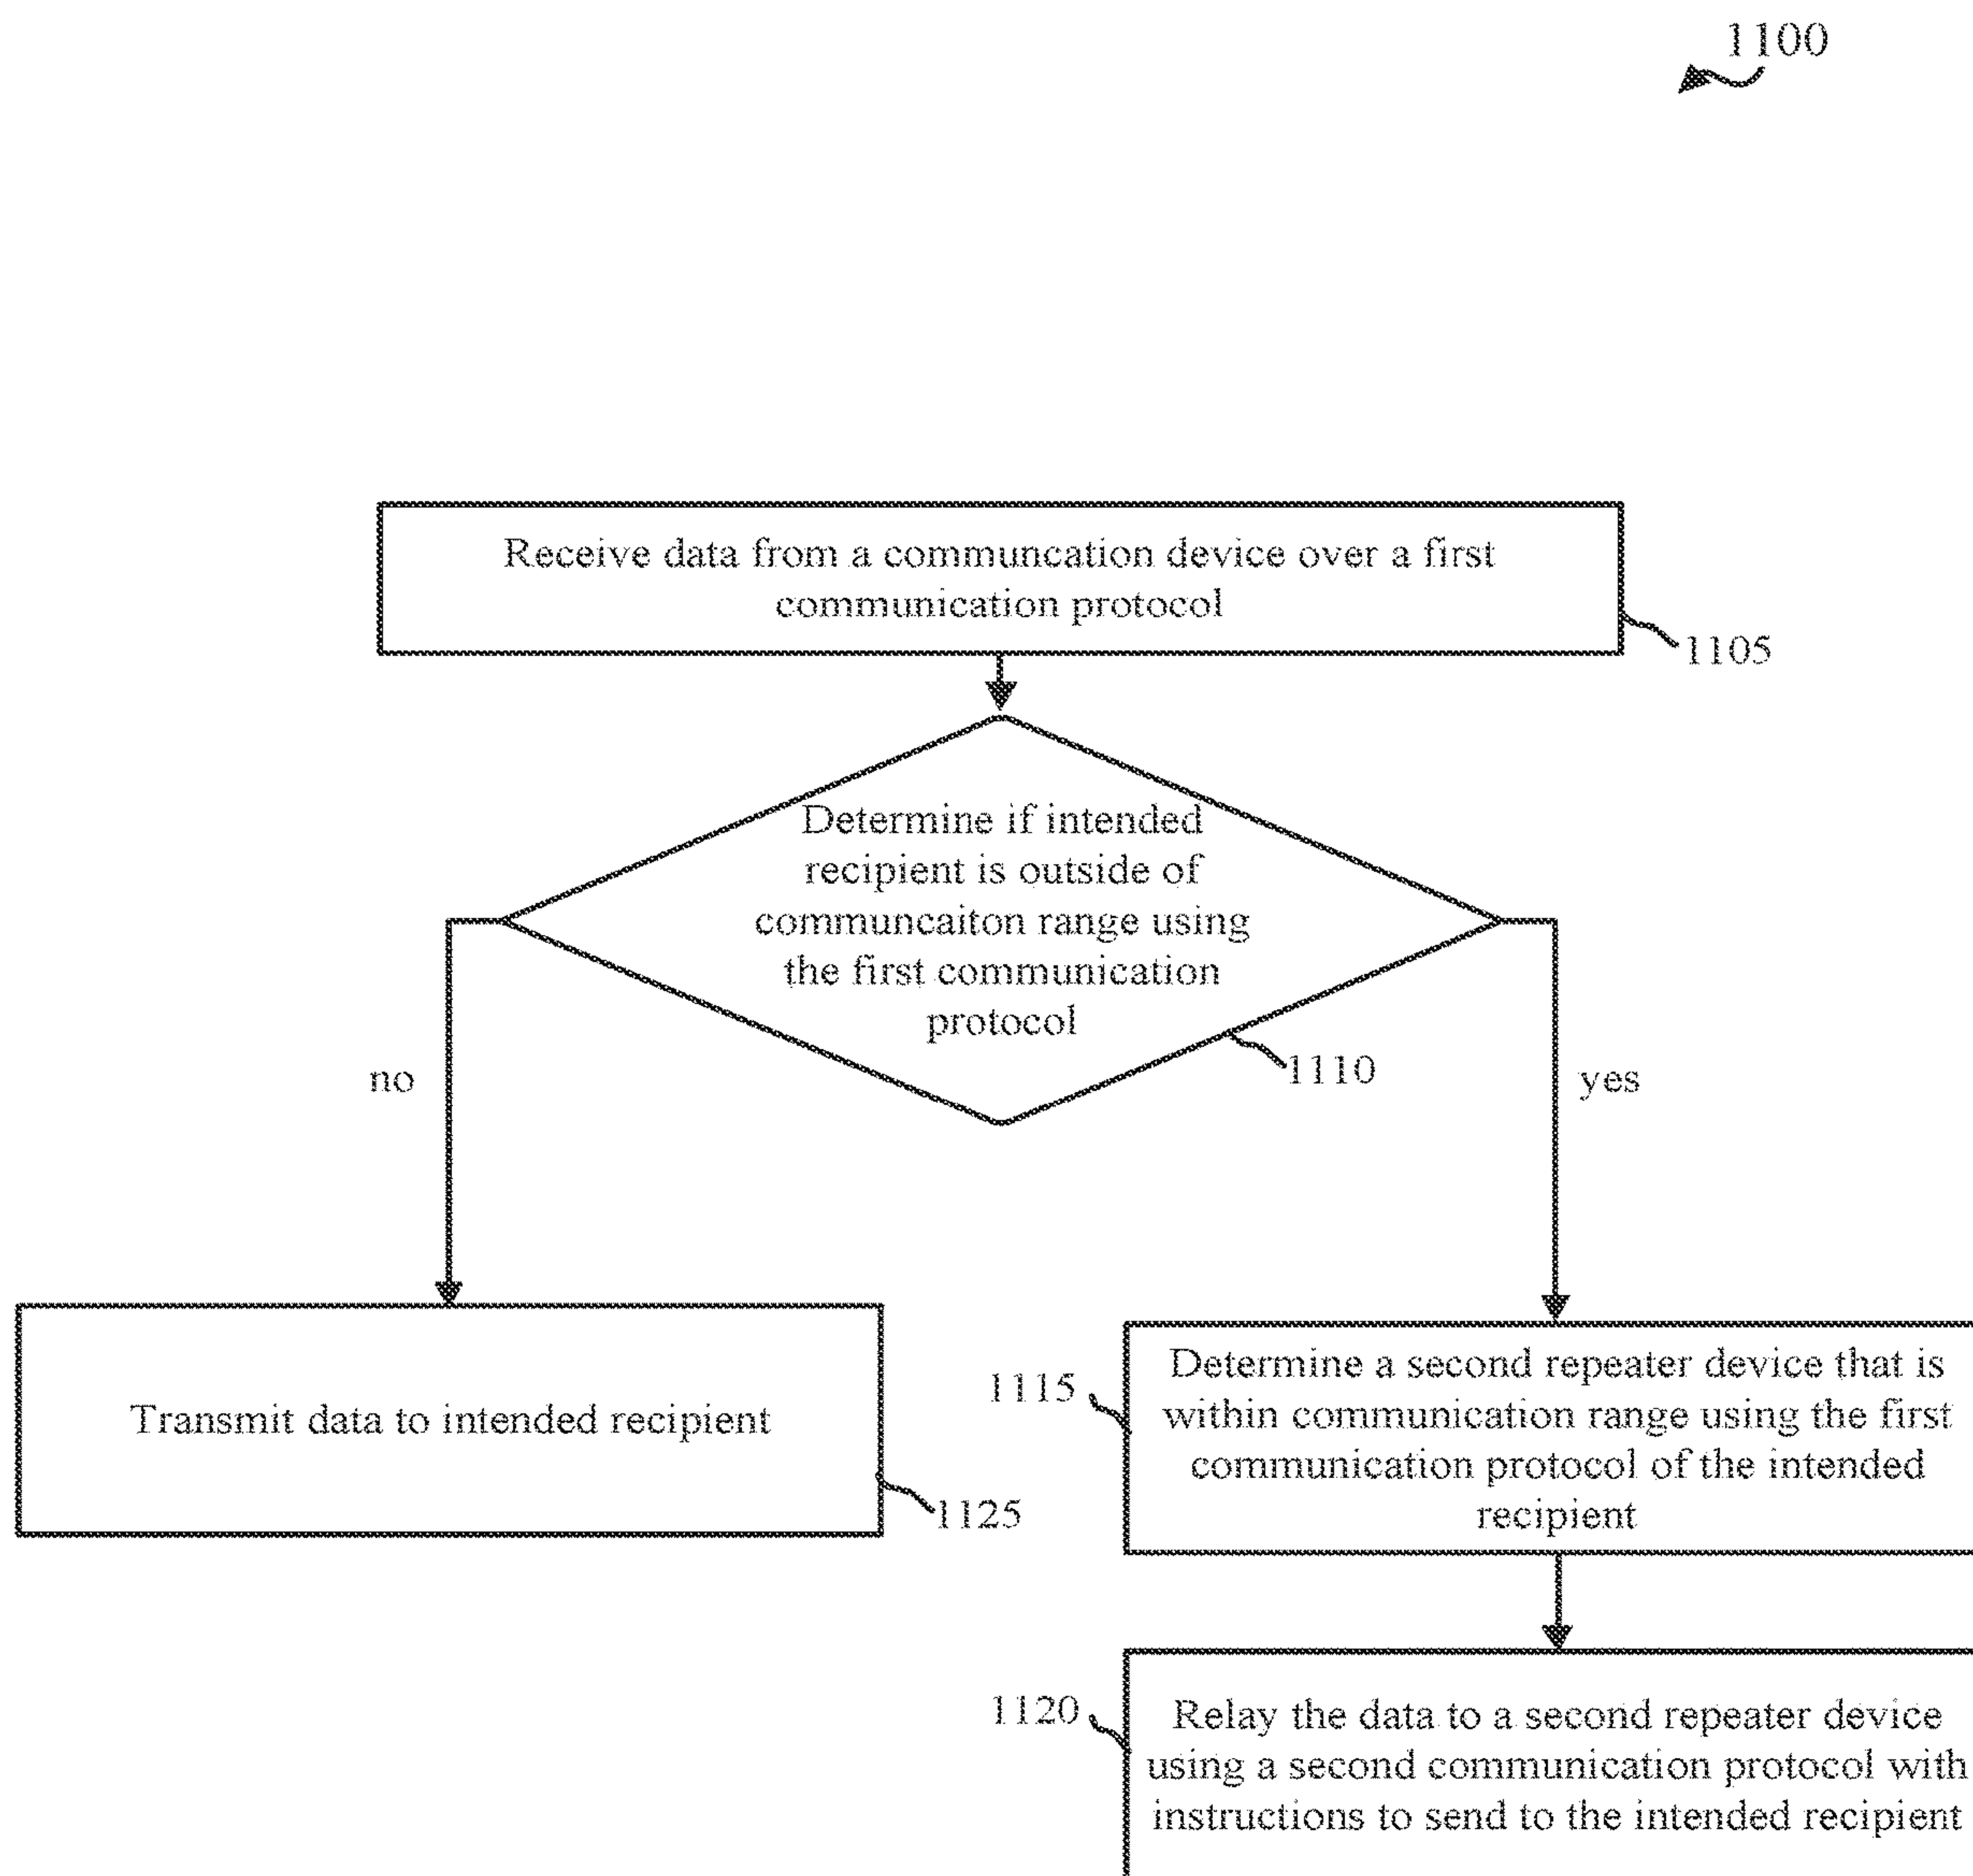 1100
Receive data from a communcation device over a first
communication protocol
1105
Determine if intended
recipient is outside of
communcaiton range using
the first communication
protocol
1110
no
yes
Transmit data to intended recipient
1125
1115
Determine a second repeater device that is
within communication range using the first
communication protocol of the intended
recipient
1120
Relay the data to a second repeater device
using a second communication protocol with
instructions to send to the intended recipient